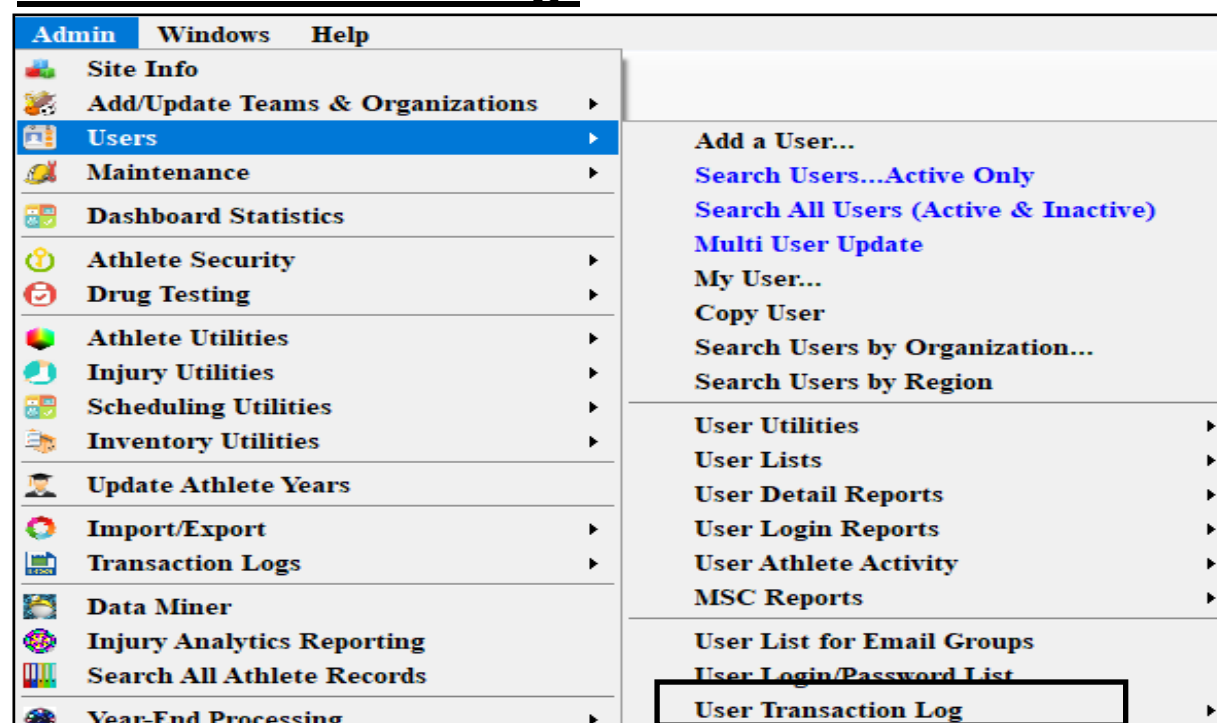 Admin Windows Help
Site Info
Add/Update Teams & Organizations
Users
Maintenance
Dashboard Statistics
Athlete Security
Drug Testing
Athlete Utilities
Injury Utilities
Scheduling Utilities
Inventory Utilities
Update Athlete Years
Import/Export
Transaction Logs
Data Miner
Injury Analytics Reporting
Search All Athlete Records
Year-End Processing
Add a User...
Search Users...Active Only
Search All Users (Active & Inactive)
Multi User Update
My User...
Copy User
Search Users by Organization...
Search Users by Region
User Utilities
User Lists
User Detail Reports
User Login Reports
User Athlete Activity
MSC Reports
User List for Email Groups
User Login/Password List
User Transaction Log